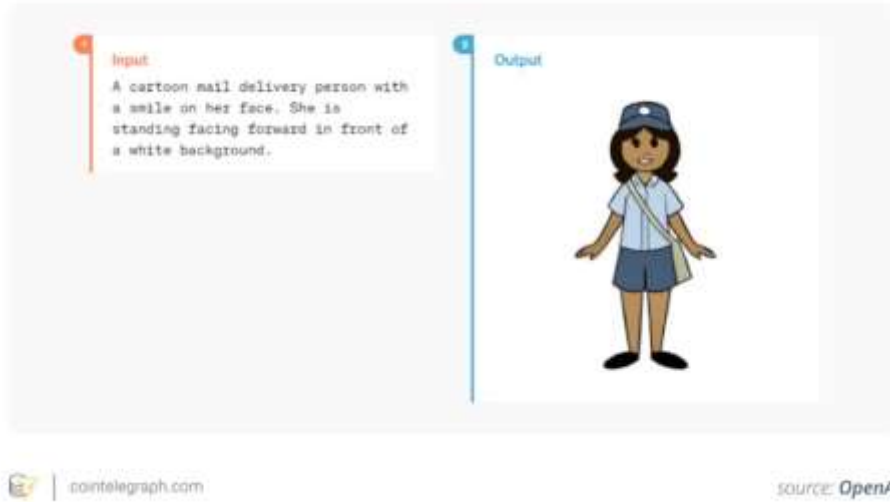 Input
A cartoon mail delivery person with
a smile on her face. She is
standing facing forward in front of
a white background.
Output
cointelegraph.com
source: OpenA